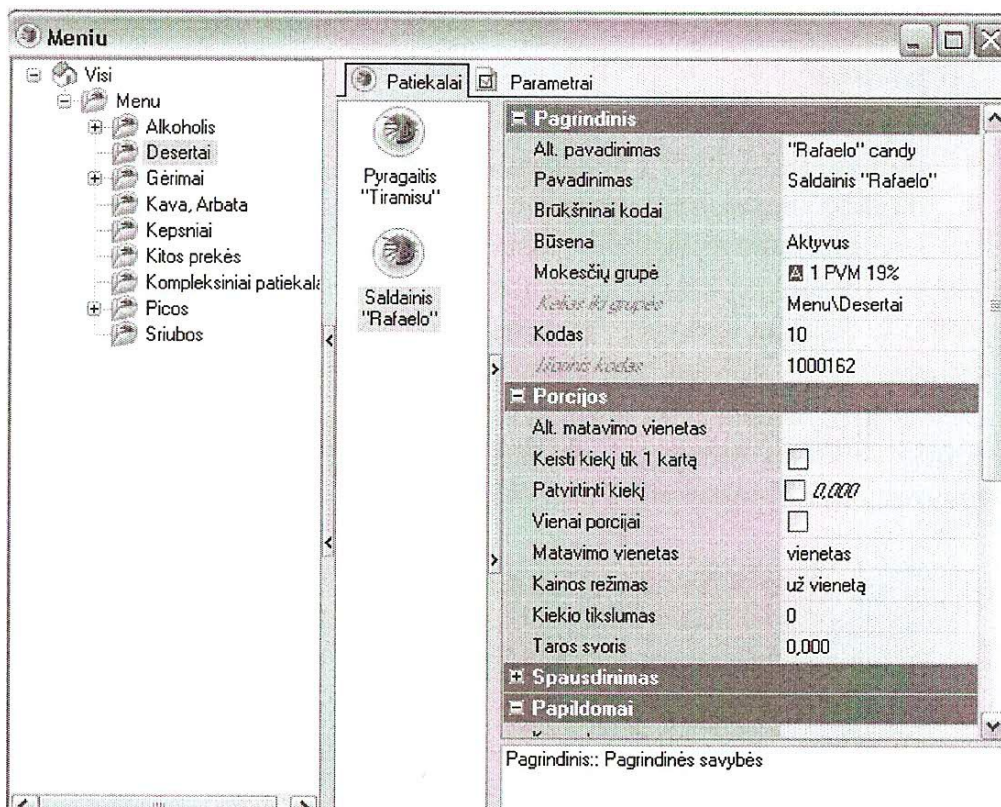 Meniu
Visi
Menu
Alkoholis
Desertai
Gėrimai
Kava, Arbata
Kepsniai
Kitos prekės
Kompleksiniai patiekala
Picos
Sriubos
Patiekalai
Parametrai
Pyragaitis
"Tiramisu"
Saldainis
"Rafaelo"
Pagrindinis
Alt. pavadinimas "Rafaelo" candy
Pavadinimas Saldainis "Rafaelo"
Brūkšninai kodai
Būsena Aktyvus
Mokesčių grupė A 1 PVM 19%
Kelias iki grupės Menu\Desertai
Kodas 10
Išorinis kodas 1000162
Porcijos
Alt. matavimo vienetas
Keisti kiekį tik 1 kartą
Patvirtinti kiekį 0,000
Vienai porcijai
Matavimo vienetas vienetas
Kainos režimas už vienetą
Kiekio tikslumas 0
Taros svoris 0,000
Spausdinimas
Papildomai
Pagrindinis:: Pagrindinės savybės